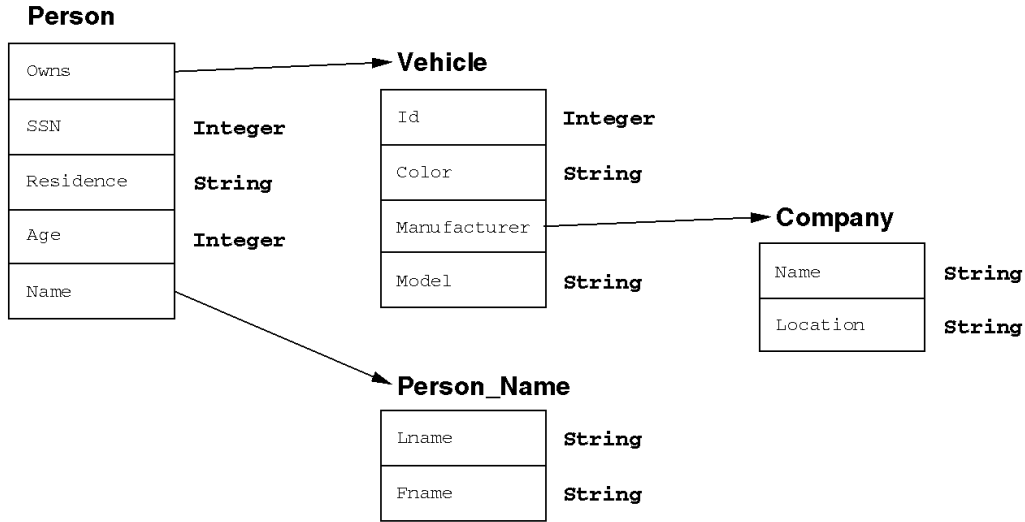 Person
Owns
SSN Integer
Residence String
Age Integer
Name
Vehicle
Id Integer
Color String
Manufacturer
Model String
Company
Name String
Location String
Person_Name
Lname String
Fname String